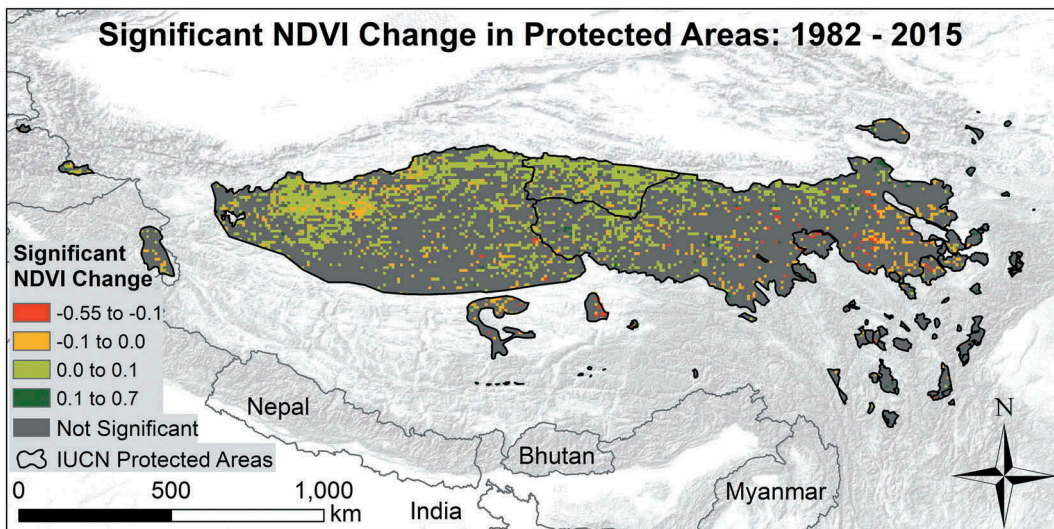 Significant NDVI Change in Protected Areas: 1982 - 2015
Significant
NDVI Change
-0.55 to -0.1
-0.1 to 0.0
0.0 to 0.1
0.1 to 0.7
Not Significant
IUCN Protected Areas
0 500 1,000
km
Nepal
Bhutan
India
Myanmar
N